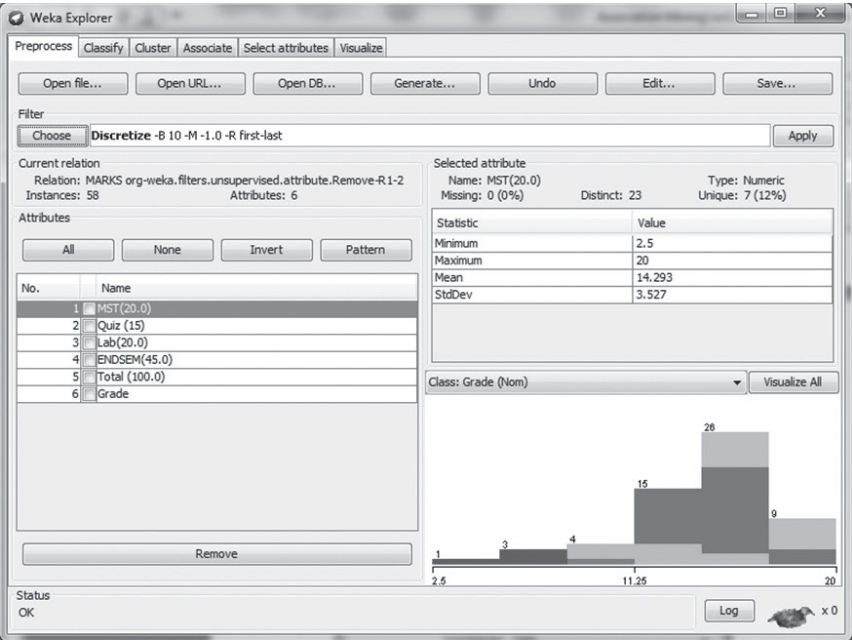 Weka Explorer
Preprocess Classify Cluster Associate Select attributes Visualize
Open file... Open URL... Open DB... Generate... Undo Edit... Save...
Filter
Choose Discretize -B 10 -M -1.0 -R first-last Apply
Current relation
Relation: MARKS org-weka.filters.unsupervised.attribute.Remove-R1-2
Instances: 58 Attributes: 6
Attributes
All None Invert Pattern
No. Name
1 MST(20.0)
2 Quiz (15)
3 Lab(20.0)
4 ENDSEM(45.0)
5 Total (100.0)
6 Grade
Remove
Selected attribute
Name: MST(20.0) Type: Numeric
Missing: 0 (0%) Distinct: 23 Unique: 7 (12%)
Statistic Value
Minimum 2.5
Maximum 20
Mean 14.293
StdDev 3.527
Class: Grade (Nom) Visualize All
1 3 4 15 26 9
2.5 11.25 20
Status
OK
Log x 0